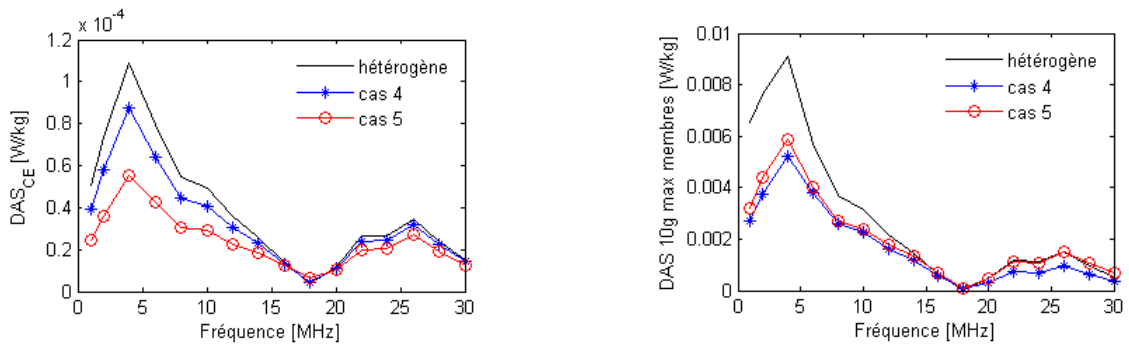 x 10-4
1.2
1
0.8
0.6
0.4
0.2
0
0 5 10 15 20 25 30
DASCE [W/kg]
Fréquence [MHz]
hétérogène
cas 4
cas 5
0.01
0.008
0.006
0.004
0.002
0
0 5 10 15 20 25 30
DAS 10g max membres [W/kg]
Fréquence [MHz]
hétérogène
cas 4
cas 5